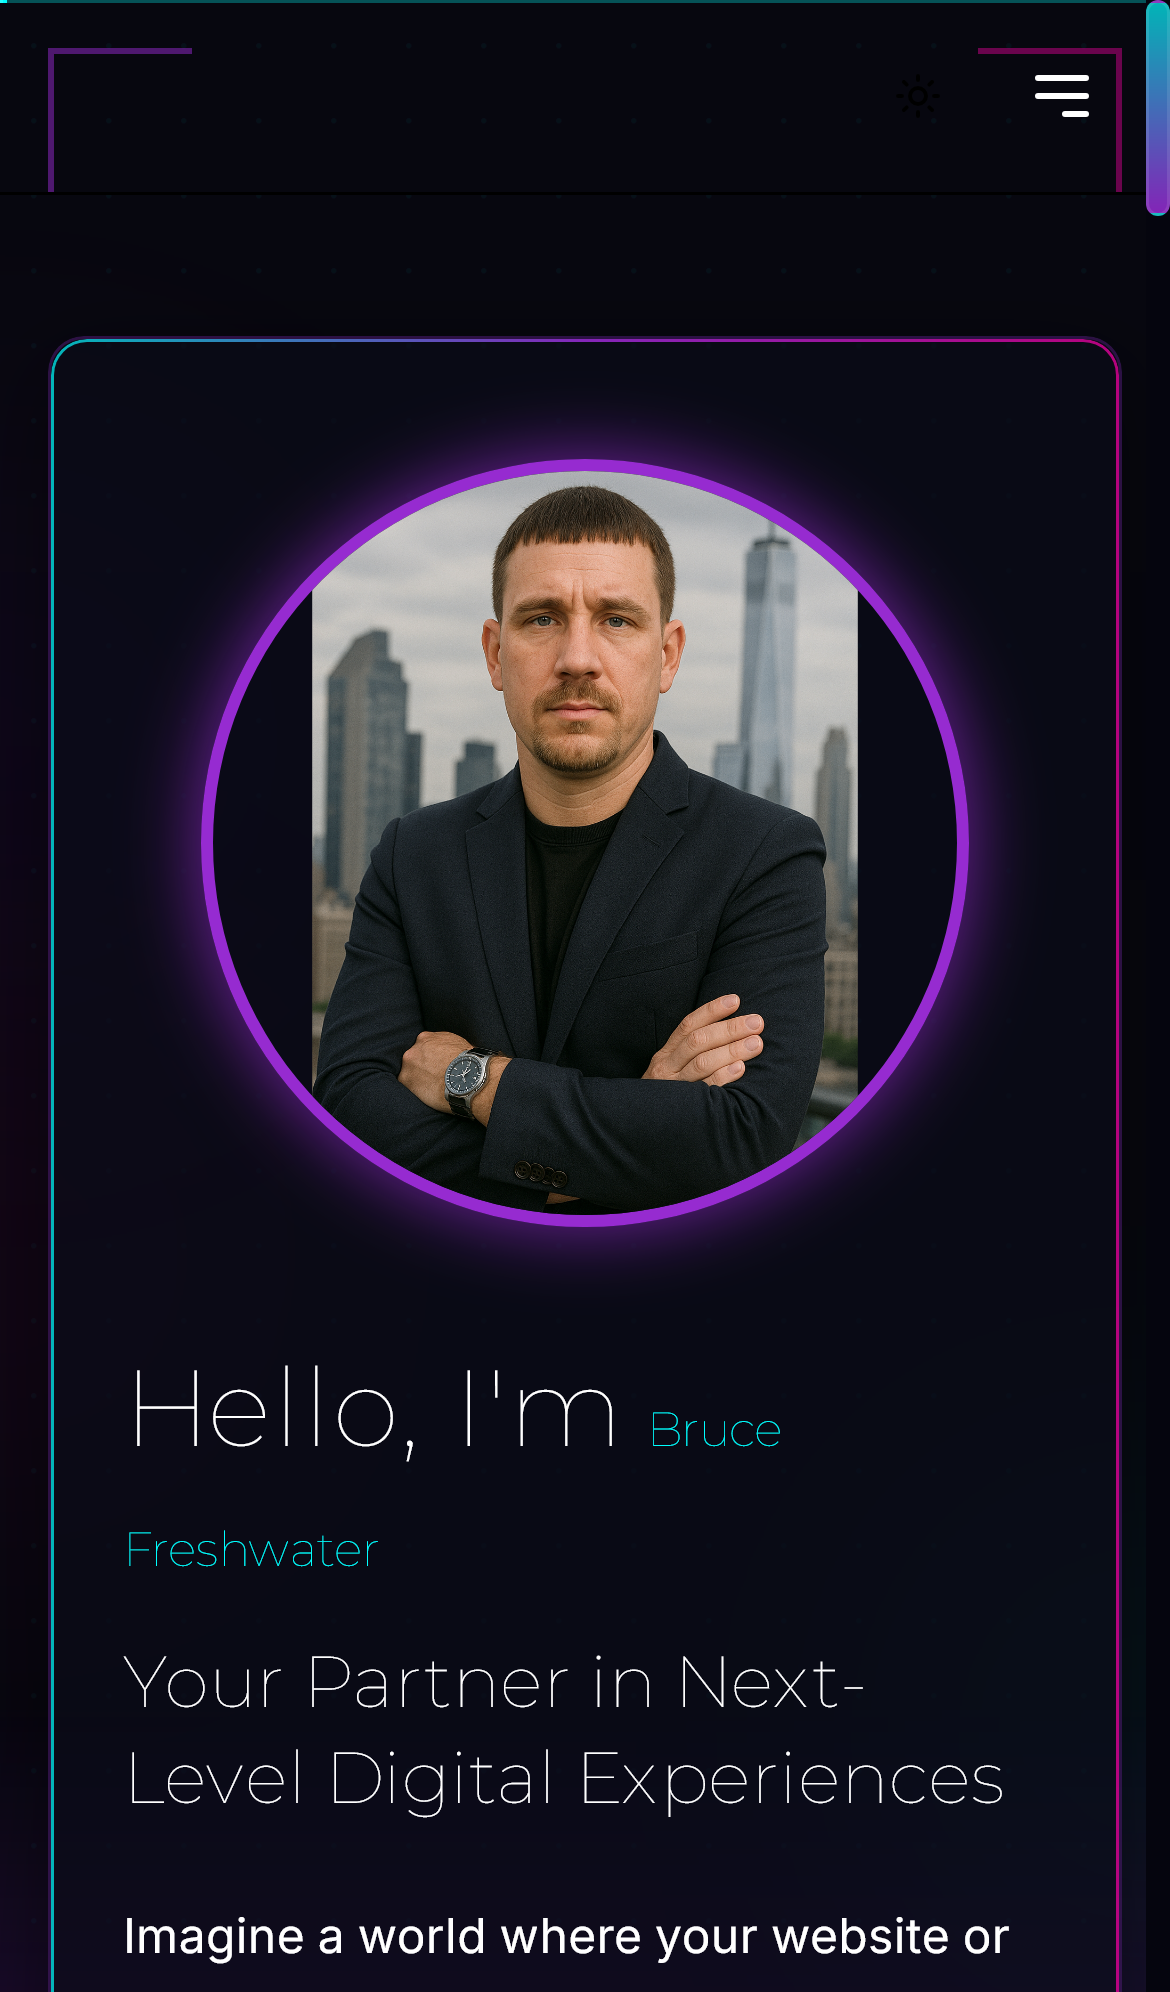 Hello, I'm Bruce
Freshwater
Your Partner in Next-
Level Digital Experiences
Imagine a world where your website or